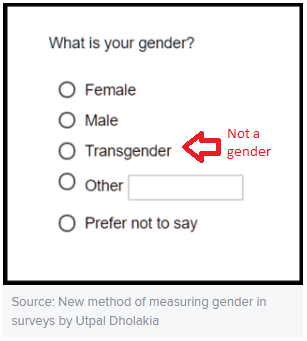 What is your gender?
Female
Male
Transgender
Not a
gender
Other
Prefer not to say
Source: New method of measuring gender in
surveys by Utpal Dholakia